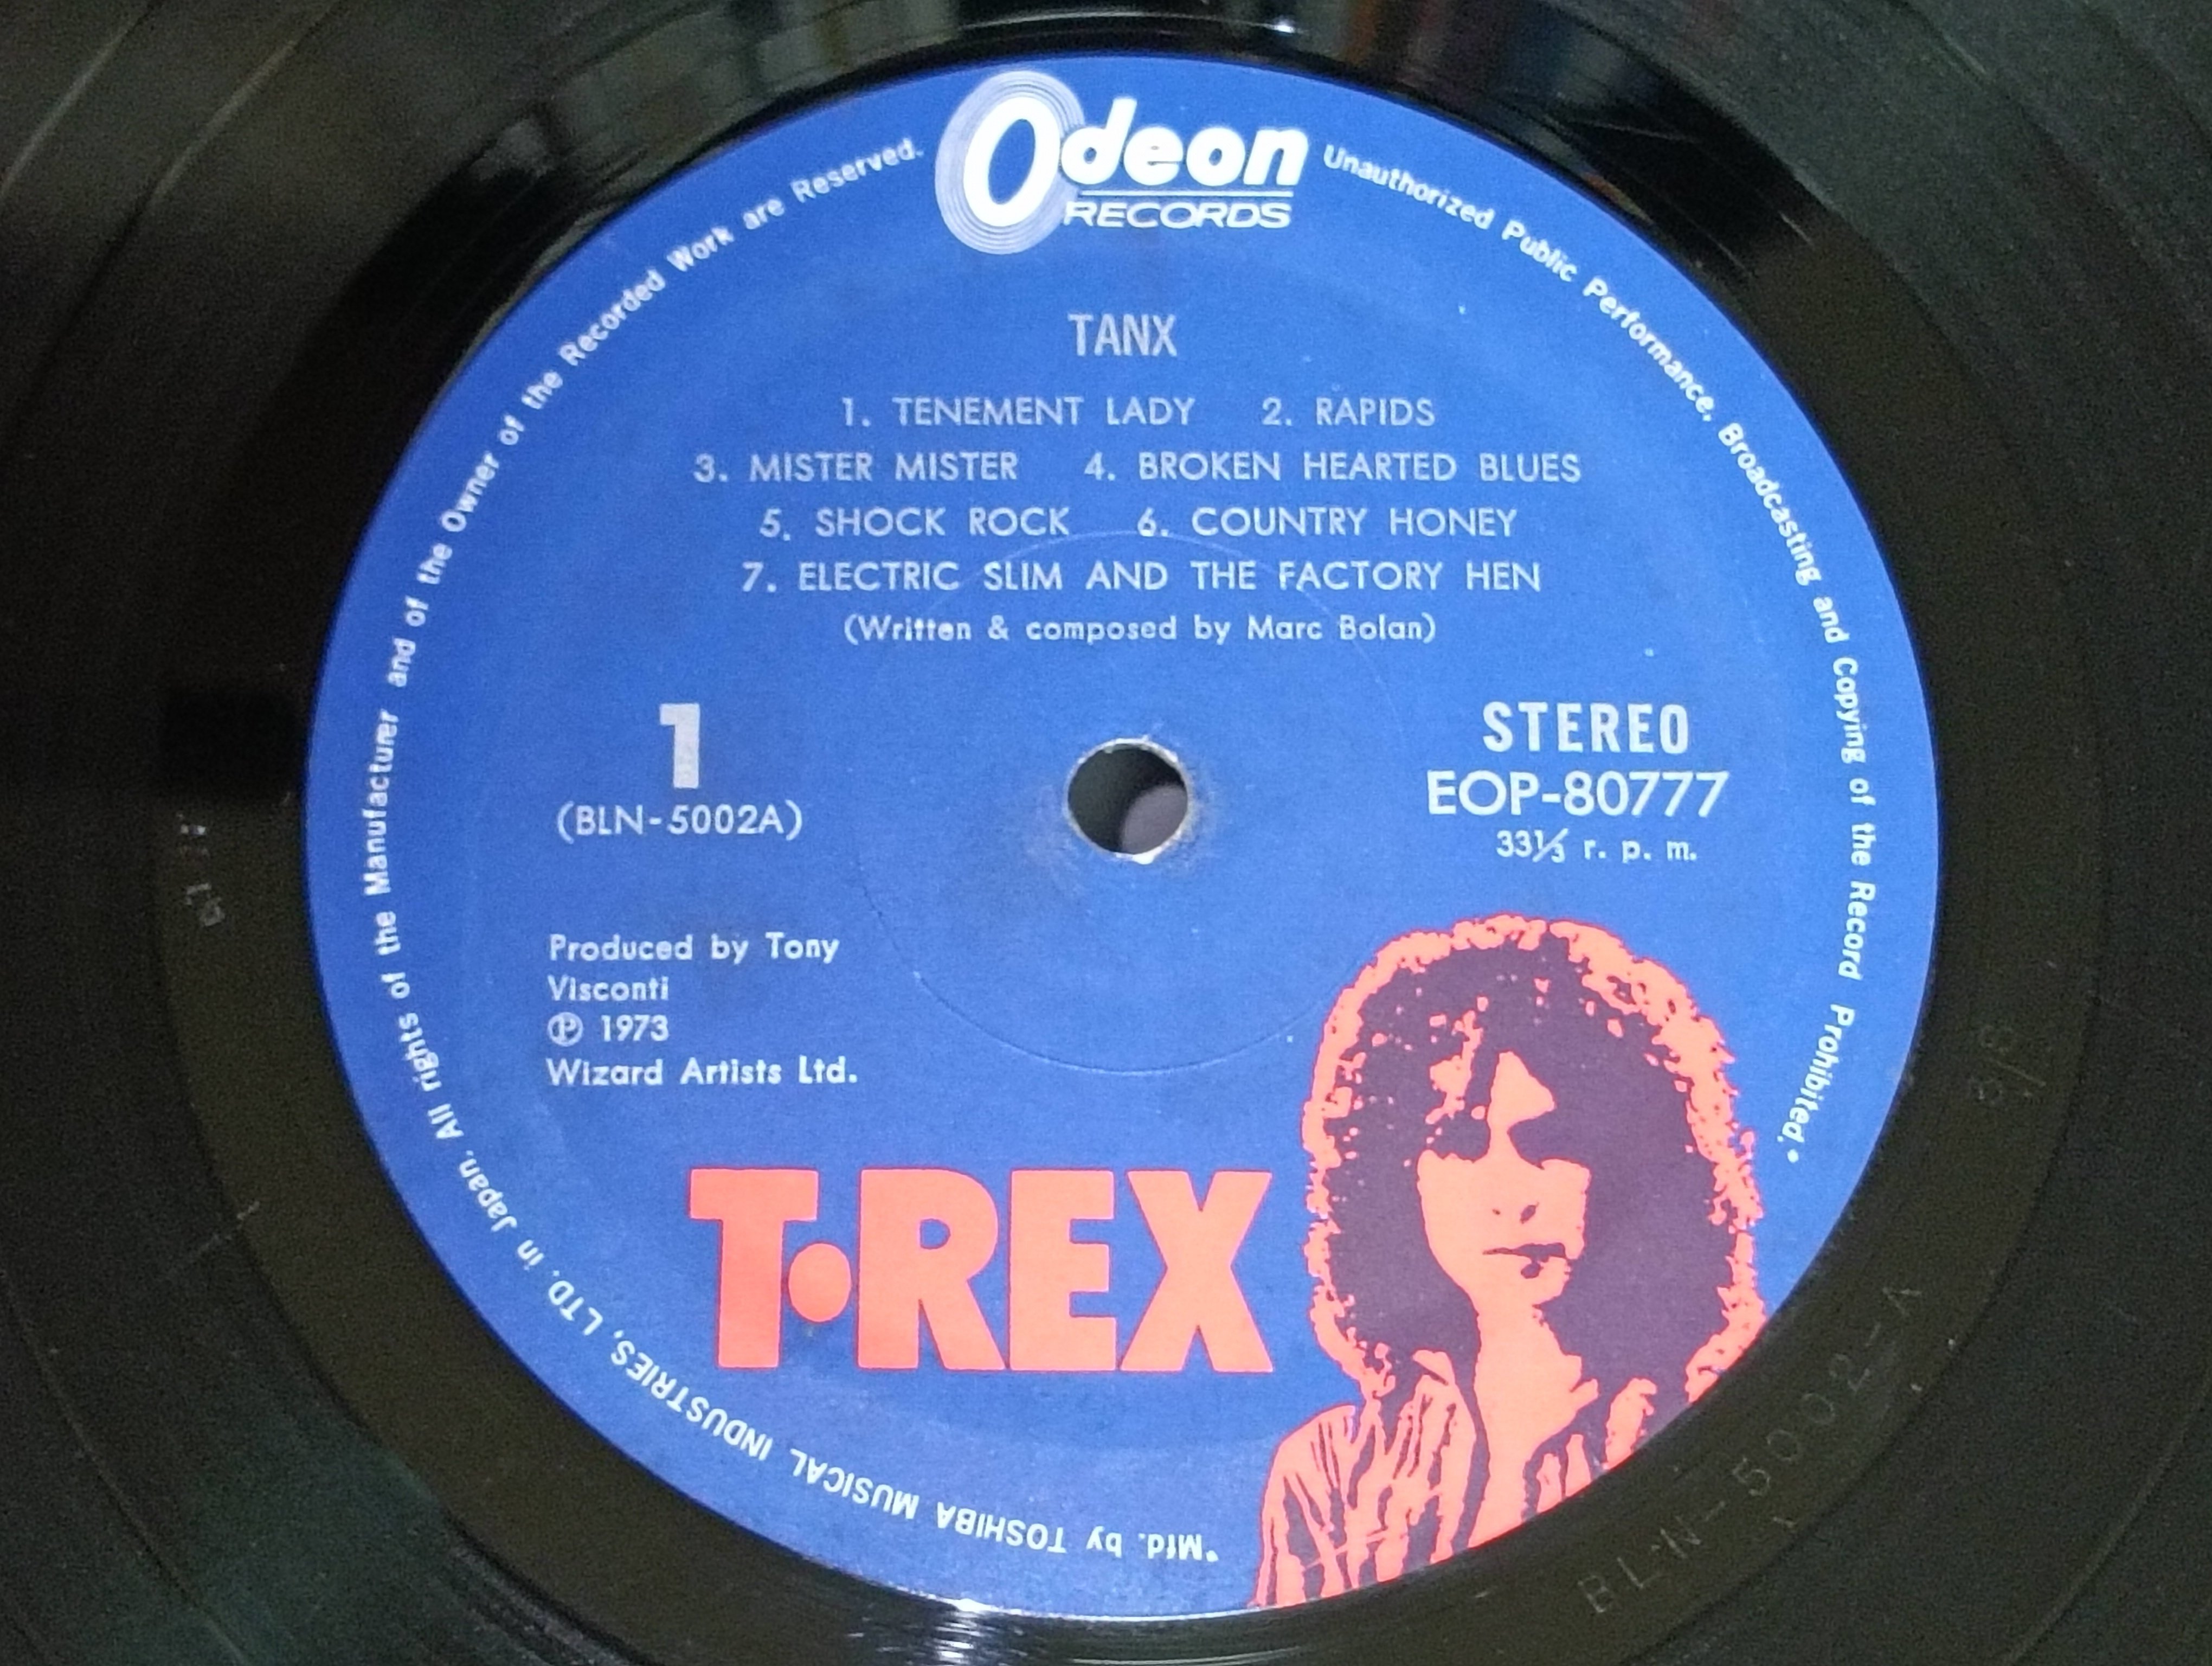 Odeon
RECORDS
TANX
1. TENEMENT LADY 2. RAPIDS
3. MISTER MISTER 4. BROKEN HEARTED BLUES
5. SHOCK ROCK 6. COUNTRY HONEY
7. ELECTRIC SLIM AND THE FACTORY HEN
(Written & composed by Marc Bolan)
1
(BLN-5002A)
STEREO
EOP-80777
33⅓ r. p. m.
Produced by Tony
Visconti
Ⓟ 1973
Wizard Artists Ltd.
T•REX
*Mfd. by TOSHIBA MUSICAL INDUSTRIES, LTD. in Japan. All rights of the Manufacturer and of the Owner of the Recorded Work are Reserved. Unauthorized Public Performance, Broadcasting and Copying of the Record Prohibited.*
BLN-5002-A